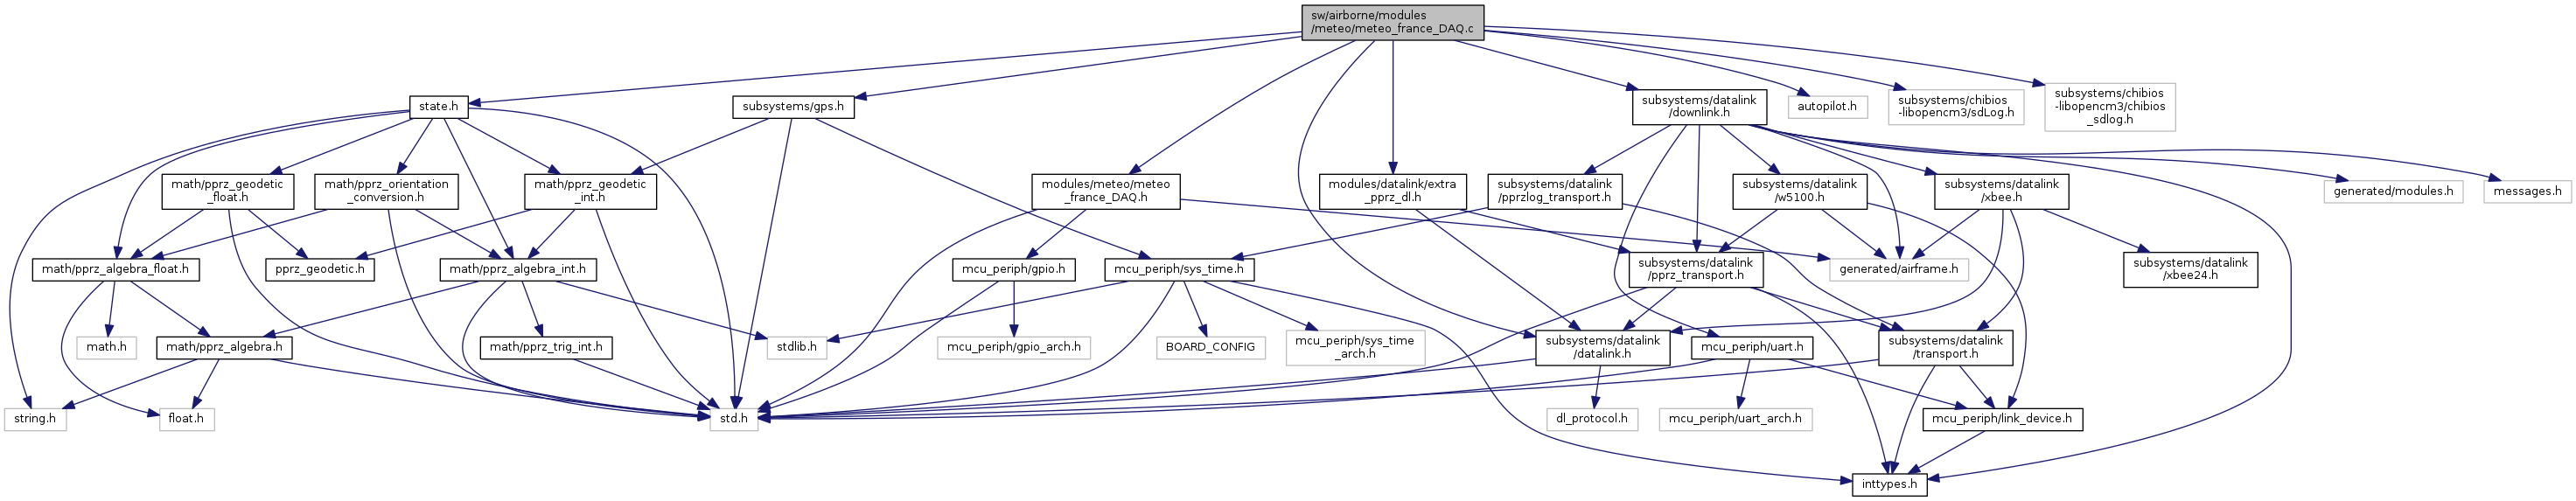 sw/airborne/modules
/meteo/meteo_france_DAQ.c
state.h
subsystems/gps.h
subsystems/datalink
/downlink.h
autopilot.h
subsystems/chibios
-libopencm3/sdLog.h
subsystems/chibios
-libopencm3/chibios
_sdlog.h
math/pprz_geodetic
_float.h
math/pprz_orientation
_conversion.h
math/pprz_geodetic
_int.h
modules/meteo/meteo
_france_DAQ.h
modules/datalink/extra
_pprz_dl.h
subsystems/datalink
/pprzlog_transport.h
subsystems/datalink
/w5100.h
subsystems/datalink
/xbee.h
generated/modules.h
messages.h
math/pprz_algebra_float.h
pprz_geodetic.h
math/pprz_algebra_int.h
mcu_periph/gpio.h
mcu_periph/sys_time.h
subsystems/datalink
/pprz_transport.h
generated/airframe.h
subsystems/datalink
/xbee24.h
math.h
math/pprz_algebra.h
math/pprz_trig_int.h
stdlib.h
mcu_periph/gpio_arch.h
BOARD_CONFIG
mcu_periph/sys_time
_arch.h
subsystems/datalink
/datalink.h
mcu_periph/uart.h
subsystems/datalink
/transport.h
string.h
float.h
std.h
dl_protocol.h
mcu_periph/uart_arch.h
mcu_periph/link_device.h
inttypes.h